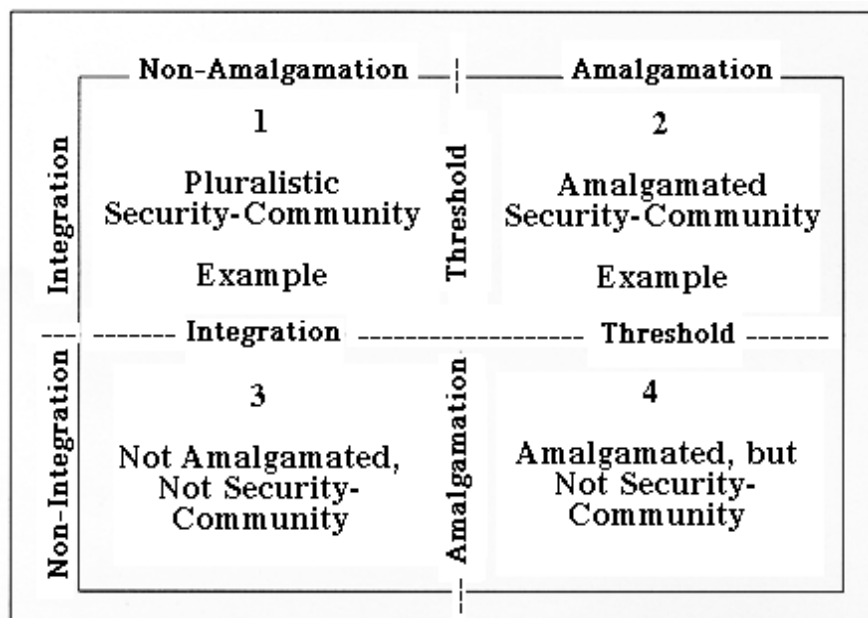 Non-Amalgamation
Amalgamation
Integration
1
Pluralistic
Security-Community
Example
Threshold
2
Amalgamated
Security-Community
Example
Integration
Threshold
Non-Integration
3
Not Amalgamated,
Not Security-
Community
Amalgamation
4
Amalgamated, but
Not Security-
Community